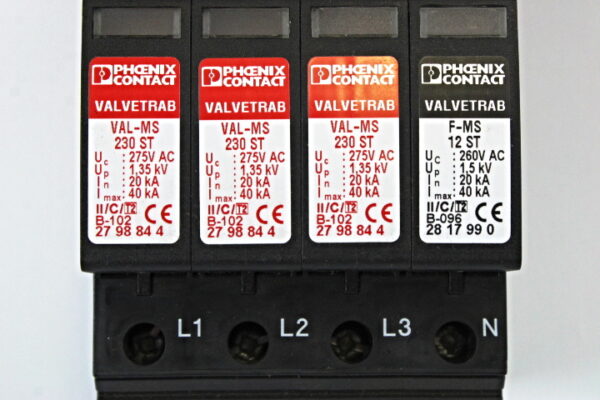 PHŒNIX
CONTACT
VALVETRAB
VAL-MS
230 ST
Uc : 275V AC
Up : 1,35 kV
In : 20 kA
Imax: 40 kA
II/C/T2 CE
B-102
27 98 84 4
PHŒNIX
CONTACT
VALVETRAB
VAL-MS
230 ST
Uc : 275V AC
Up : 1,35 kV
In : 20 kA
Imax: 40 kA
II/C/T2 CE
B-102
27 98 84 4
PHŒNIX
CONTACT
VALVETRAB
VAL-MS
230 ST
Uc : 275V AC
Up : 1,35 kV
In : 20 kA
Imax: 40 kA
II/C/T2 CE
B-102
27 98 84 4
PHŒNIX
CONTACT
VALVETRAB
F-MS
12 ST
Uc : 260V AC
Up : 1,5 kV
In : 20 kA
Imax: 40 kA
II/C/T2 CE
B-096
28 17 99 0
L1 L2 L3 N